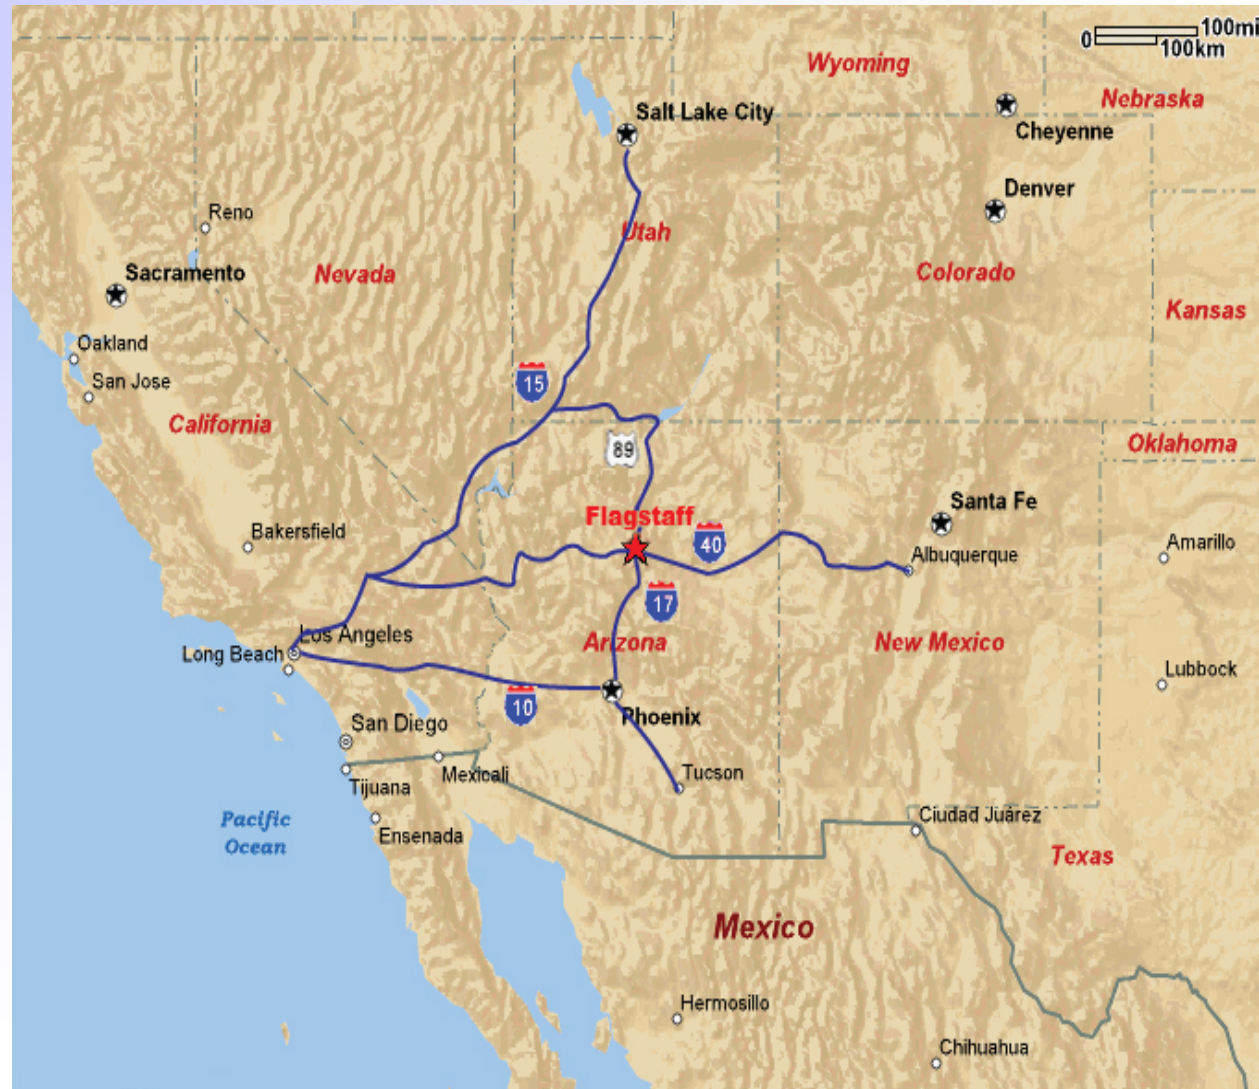 100mi
0
100km
Wyoming
Nebraska
Salt Lake City
Cheyenne
Denver
Reno
Utah
Sacramento
Nevada
Colorado
Kansas
Oakland
San Jose
15
California
89
Oklahoma
Santa Fe
Flagstaff
Bakersfield
40
Albuquerque
Amarillo
17
Los Angeles
Arizona
New Mexico
Long Beach
Lubbock
10
Phoenix
San Diego
Tucson
Mexicali
Tijuana
Pacific
Ocean
Ensenada
Ciudad Juárez
Texas
Mexico
Hermosillo
Chihuahua